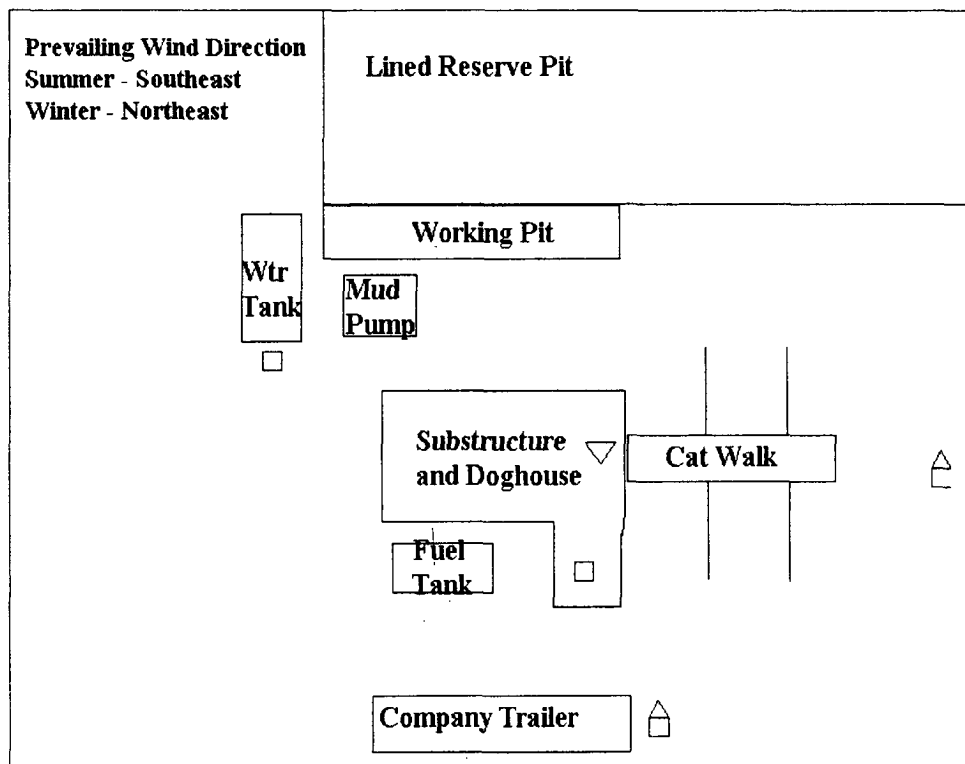 Prevailing Wind Direction
Summer - Southeast
Winter - Northeast
Lined Reserve Pit
Working Pit
Wtr
Tank
Mud
Pump
Substructure
and Doghouse
Cat Walk
Fuel
Tank
Company Trailer